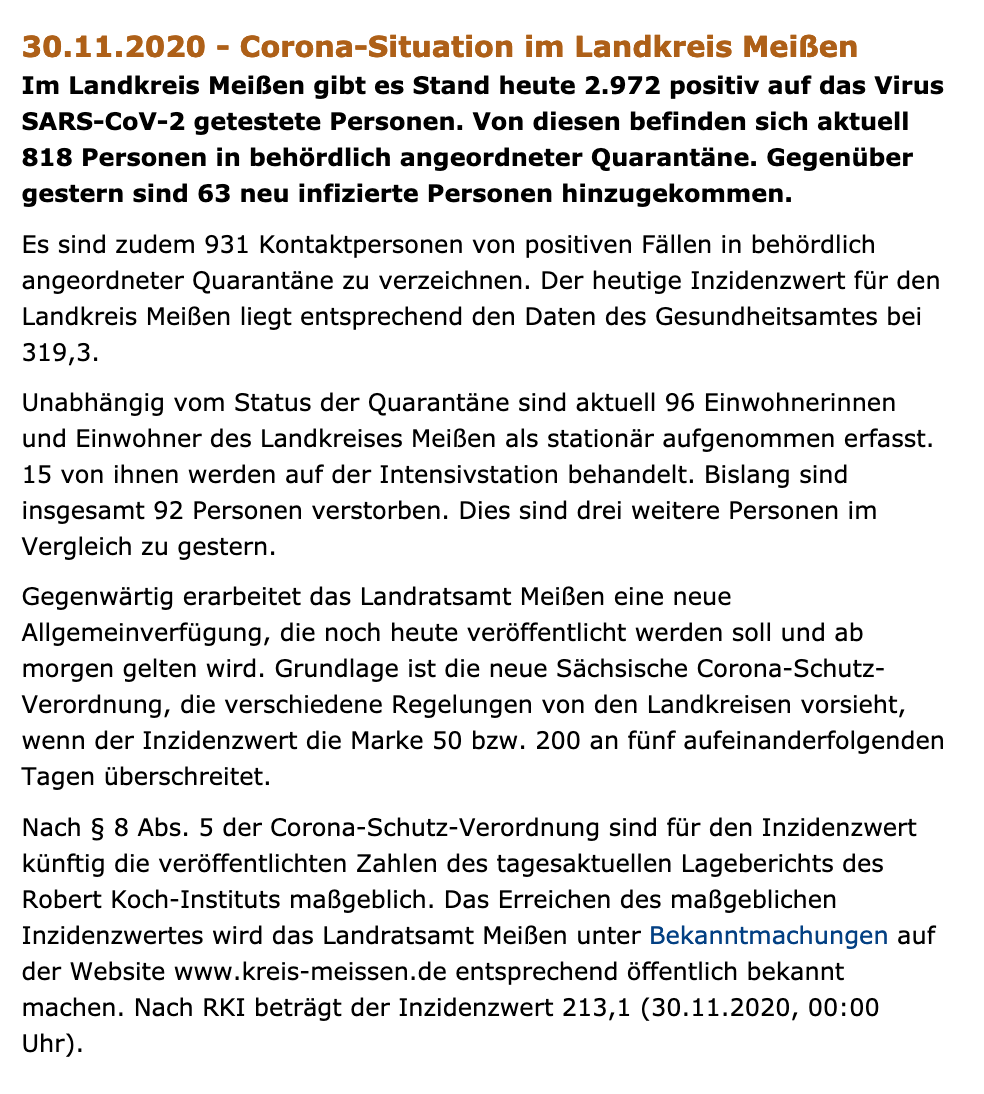 30.11.2020 - Corona-Situation im Landkreis Meißen
Im Landkreis Meißen gibt es Stand heute 2.972 positiv auf das Virus
SARS-CoV-2 getestete Personen. Von diesen befinden sich aktuell
818 Personen in behördlich angeordneter Quarantäne. Gegenüber
gestern sind 63 neu infizierte Personen hinzugekommen.
Es sind zudem 931 Kontaktpersonen von positiven Fällen in behördlich
angeordneter Quarantäne zu verzeichnen. Der heutige Inzidenzwert für den
Landkreis Meißen liegt entsprechend den Daten des Gesundheitsamtes bei
319,3.
Unabhängig vom Status der Quarantäne sind aktuell 96 Einwohnerinnen
und Einwohner des Landkreises Meißen als stationär aufgenommen erfasst.
15 von ihnen werden auf der Intensivstation behandelt. Bislang sind
insgesamt 92 Personen verstorben. Dies sind drei weitere Personen im
Vergleich zu gestern.
Gegenwärtig erarbeitet das Landratsamt Meißen eine neue
Allgemeinverfügung, die noch heute veröffentlicht werden soll und ab
morgen gelten wird. Grundlage ist die neue Sächsische Corona-Schutz-
Verordnung, die verschiedene Regelungen von den Landkreisen vorsieht,
wenn der Inzidenzwert die Marke 50 bzw. 200 an fünf aufeinanderfolgenden
Tagen überschreitet.
Nach § 8 Abs. 5 der Corona-Schutz-Verordnung sind für den Inzidenzwert
künftig die veröffentlichten Zahlen des tagesaktuellen Lageberichts des
Robert Koch-Instituts maßgeblich. Das Erreichen des maßgeblichen
Inzidenzwertes wird das Landratsamt Meißen unter Bekanntmachungen auf
der Website www.kreis-meissen.de entsprechend öffentlich bekannt
machen. Nach RKI beträgt der Inzidenzwert 213,1 (30.11.2020, 00:00
Uhr).